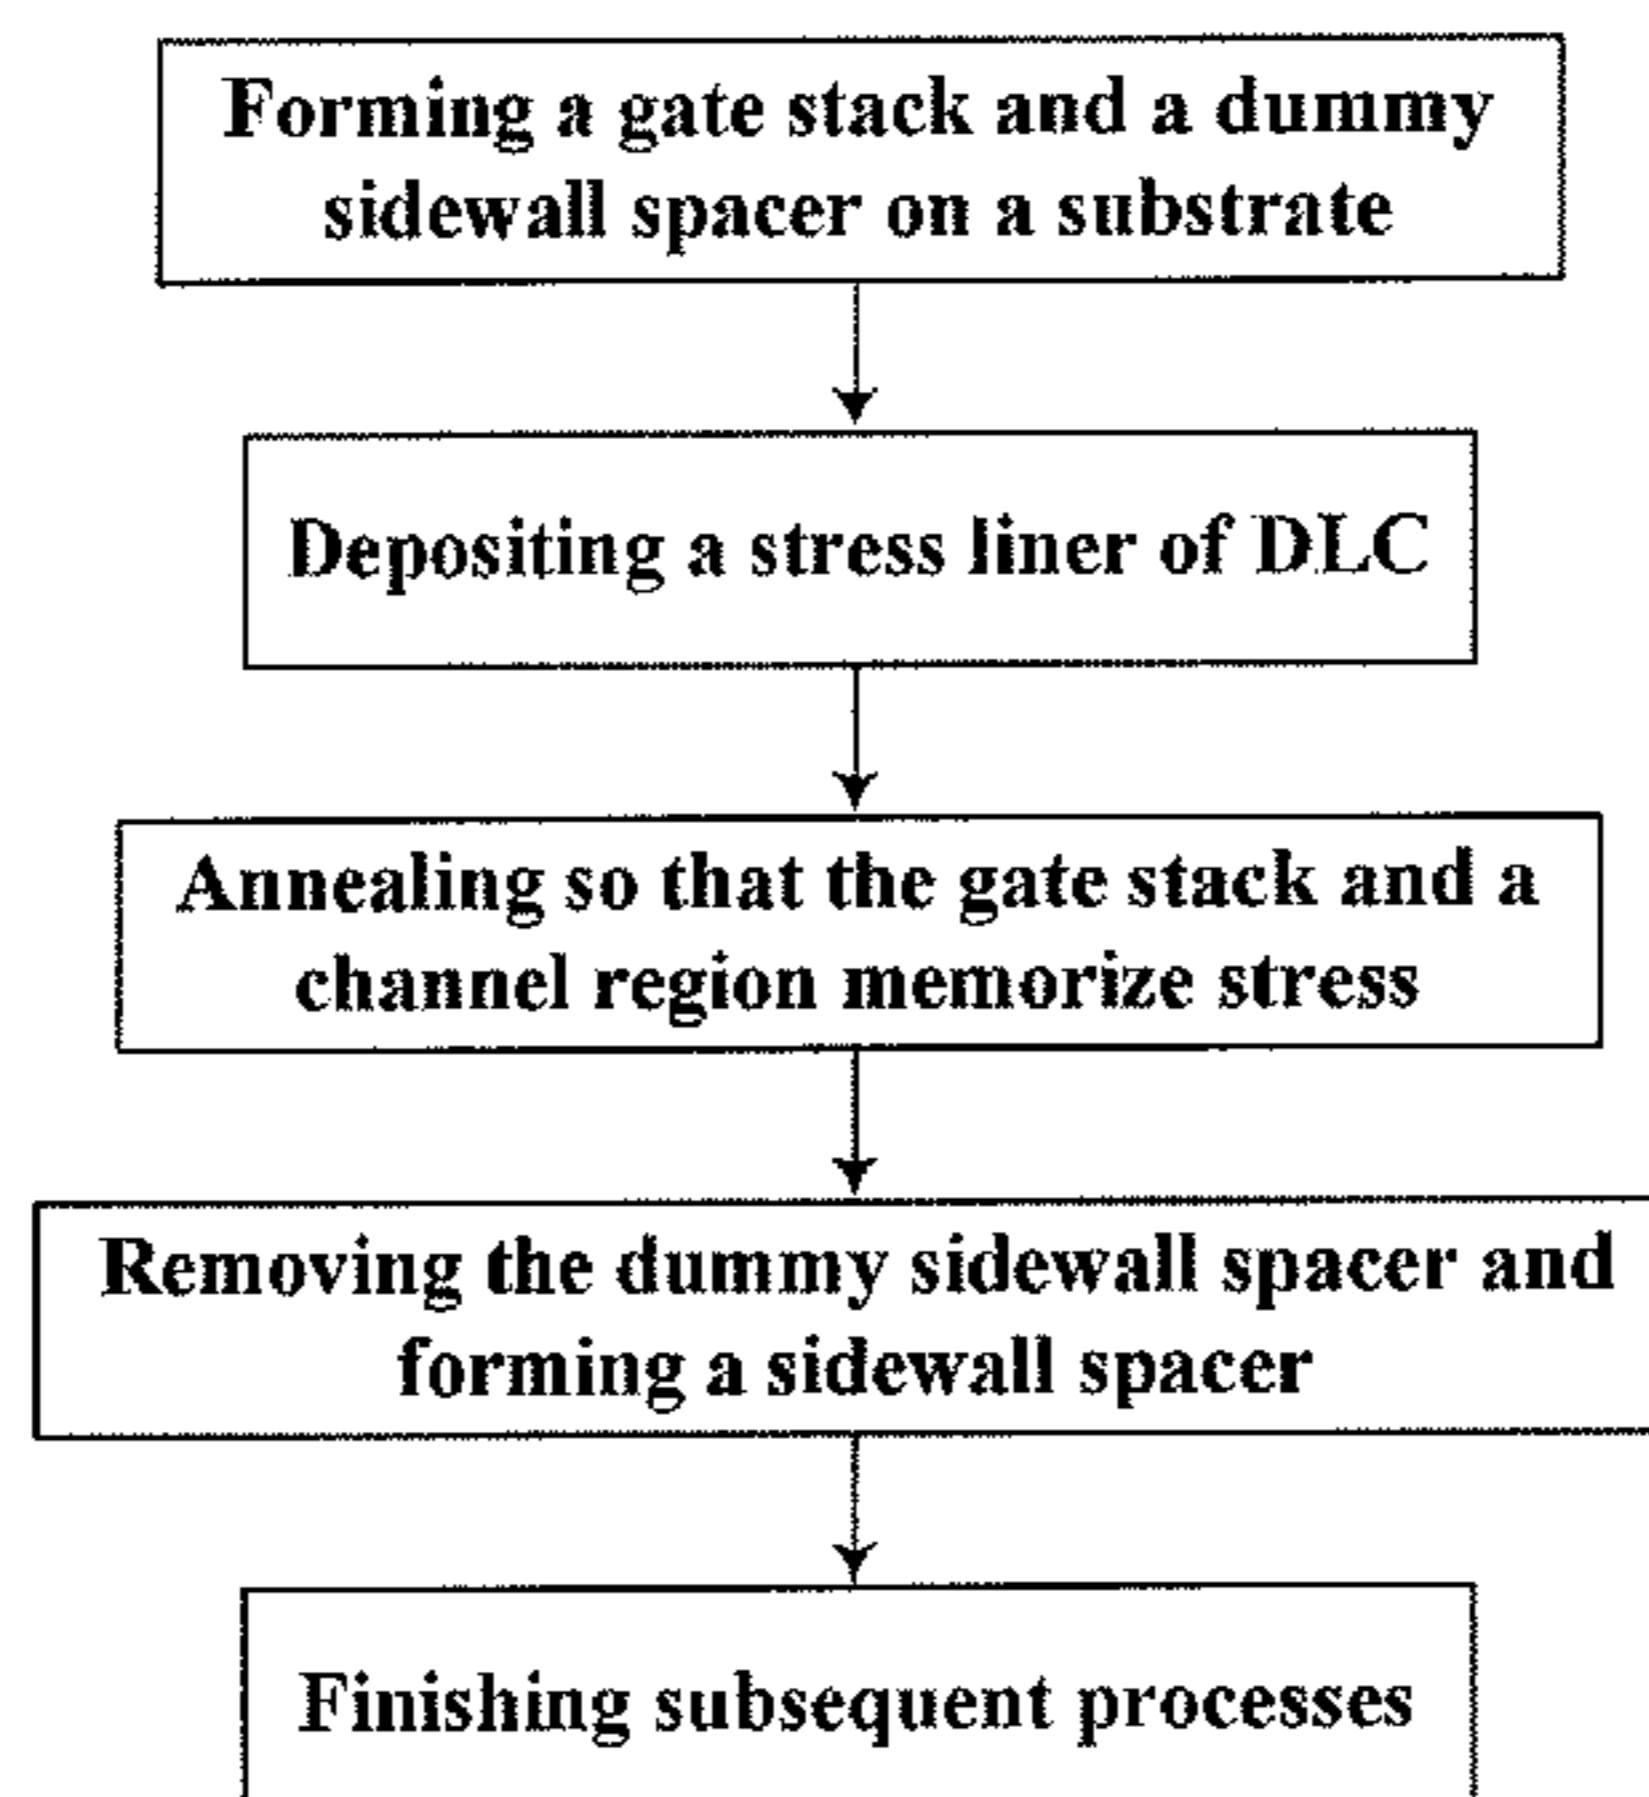 Forming a gate stack and a dummy
sidewall spacer on a substrate
Depositing a stress liner of DLC
Annealing so that the gate stack and a
channel region memorize stress
Removing the dummy sidewall spacer and
forming a sidewall spacer
Finishing subsequent processes